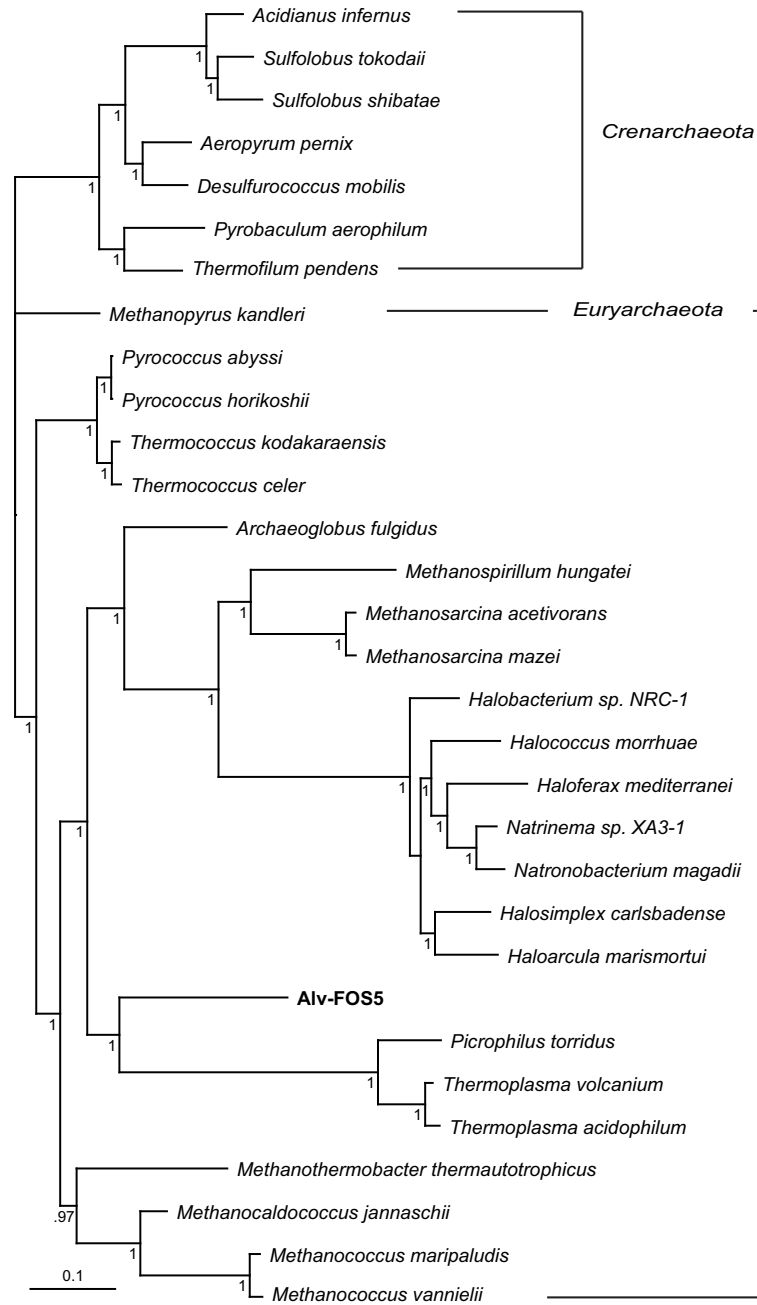 Acidianus infernus
Sulfolobus tokodaii
1
1
Sulfolobus shibatae
1
Crenarchaeota
Aeropyrum pernix
1
Desulfurococcus mobilis
1
Pyrobaculum aerophilum
1
Thermofilum pendens
Methanopyrus kandleri
Euryarchaeota
Pyrococcus abyssi
1
Pyrococcus horikoshii
1
Thermococcus kodakaraensis
1
Thermococcus celer
Archaeoglobus fulgidus
Methanospirillum hungatei
1
1
Methanosarcina acetivorans
1
Methanosarcina mazei
1
Halobacterium sp. NRC-1
1
Halococcus morrhuae
1
1
Haloferax mediterranei
1
Natrinema sp. XA3-1
1
1
Natronobacterium magadii
Halosimplex carlsbadense
1
Haloarcula marismortui
Alv-FOS5
1
1
Picrophilus torridus
1
Thermoplasma volcanium
1
Thermoplasma acidophilum
Methanothermobacter thermautotrophicus
.97
Methanocaldococcus jannaschii
1
Methanococcus maripaludis
0.1
1
Methanococcus vannielii